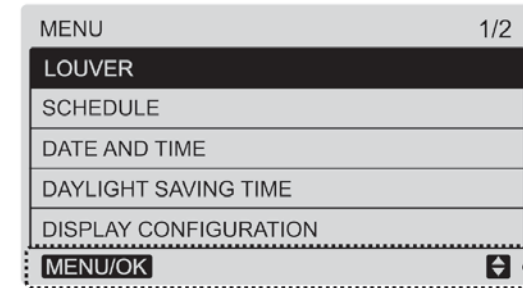 MENU 1/2
LOUVER
SCHEDULE
DATE AND TIME
DAYLIGHT SAVING TIME
DISPLAY CONFIGURATION
MENU/OK